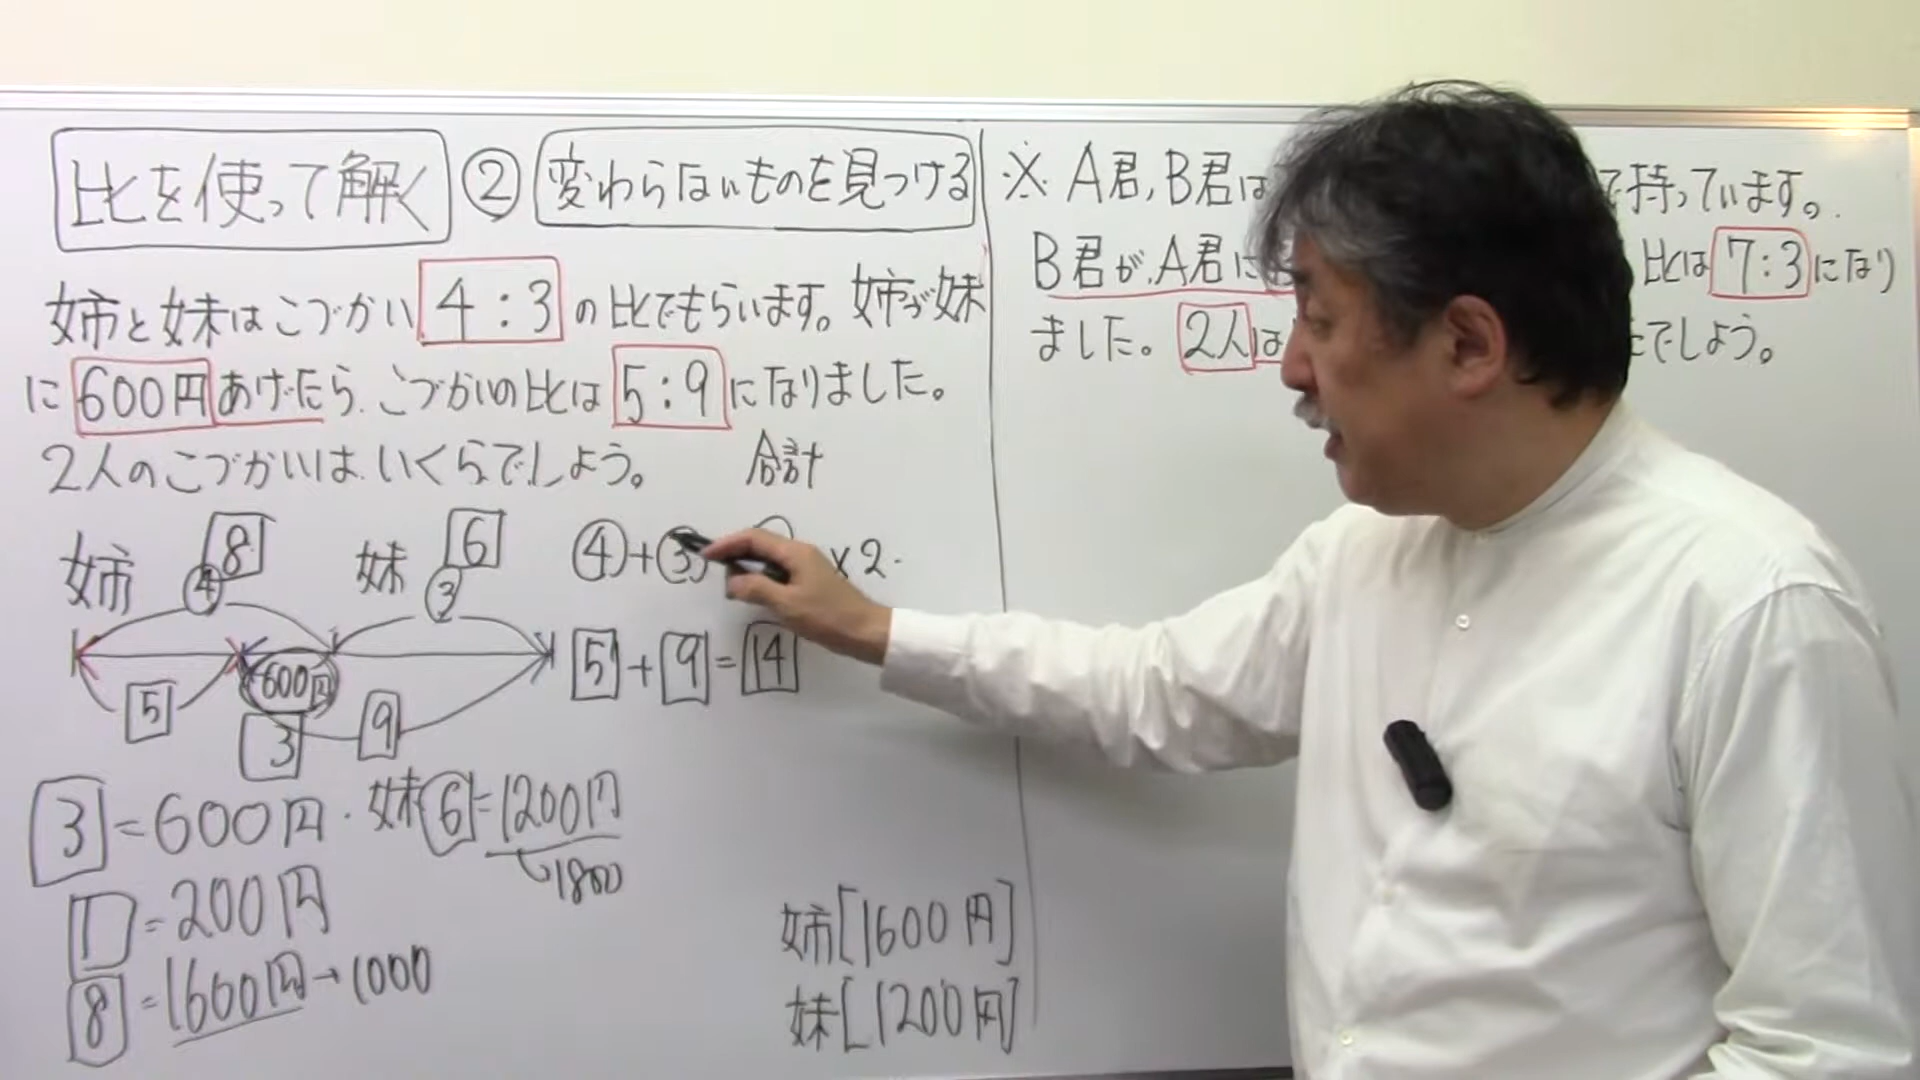 比を使って解く ② 変わらないものを見つける
姉と妹はこづかい 4:3 の比でもらいます。姉が妹
に 600円 あげたら、こづかいの比は 5:9 になりました。
2人のこづかいは、いくらでしょう。 合計
姉 8 妹 6 ④+③ ×2
④ ③
600円 5+9=14
5 3 9
3=600円 ・妹6=1200円
1800
1=200円
8=1600円→1000
姉[1600円]
妹[1200円]
※ A君,B君は で持っています。
B君が、A君に 比は 7:3 になり
ました。 2人は でしょう。